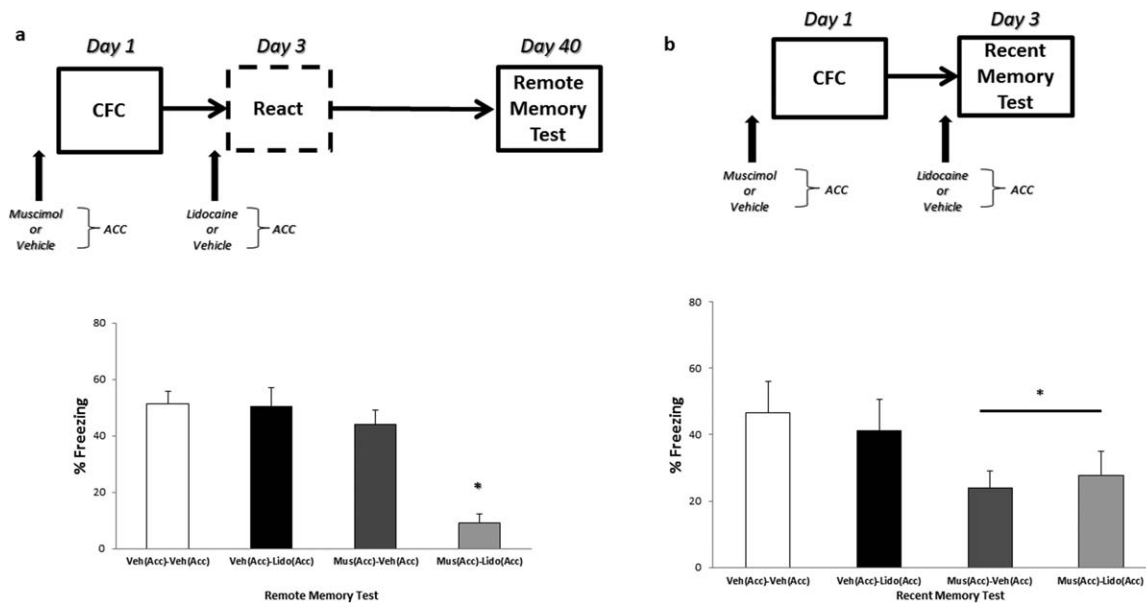 a
Day 1
Day 3
Day 40
CFC
React
Remote
Memory
Test
Muscimol
or
Vehicle
ACC
Lidocaine
or
Vehicle
ACC
80
60
40
20
0
% Freezing
*
Veh(Acc)-Veh(Acc) Veh(Acc)-Lido(Acc) Mus(Acc)-Veh(Acc) Mus(Acc)-Lido(Acc)
Remote Memory Test
b
Day 1
Day 3
CFC
Recent
Memory
Test
Muscimol
or
Vehicle
ACC
Lidocaine
or
Vehicle
ACC
80
60
40
20
0
% Freezing
*
Veh(Acc)-Veh(Acc) Veh(Acc)-Lido(Acc) Mus(Acc)-Veh(Acc) Mus(Acc)-Lido(Acc)
Recent Memory Test